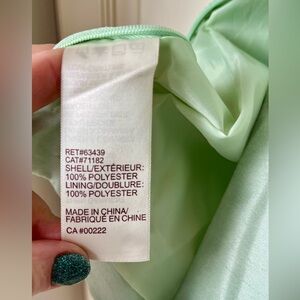 RET#63439
CAT#71182
SHELL/EXTÉRIEUR:
100% POLYESTER
LINING/DOUBLURE:
100% POLYESTER
MADE IN CHINA/
FABRIQUÉ EN CHINE
CA #00222